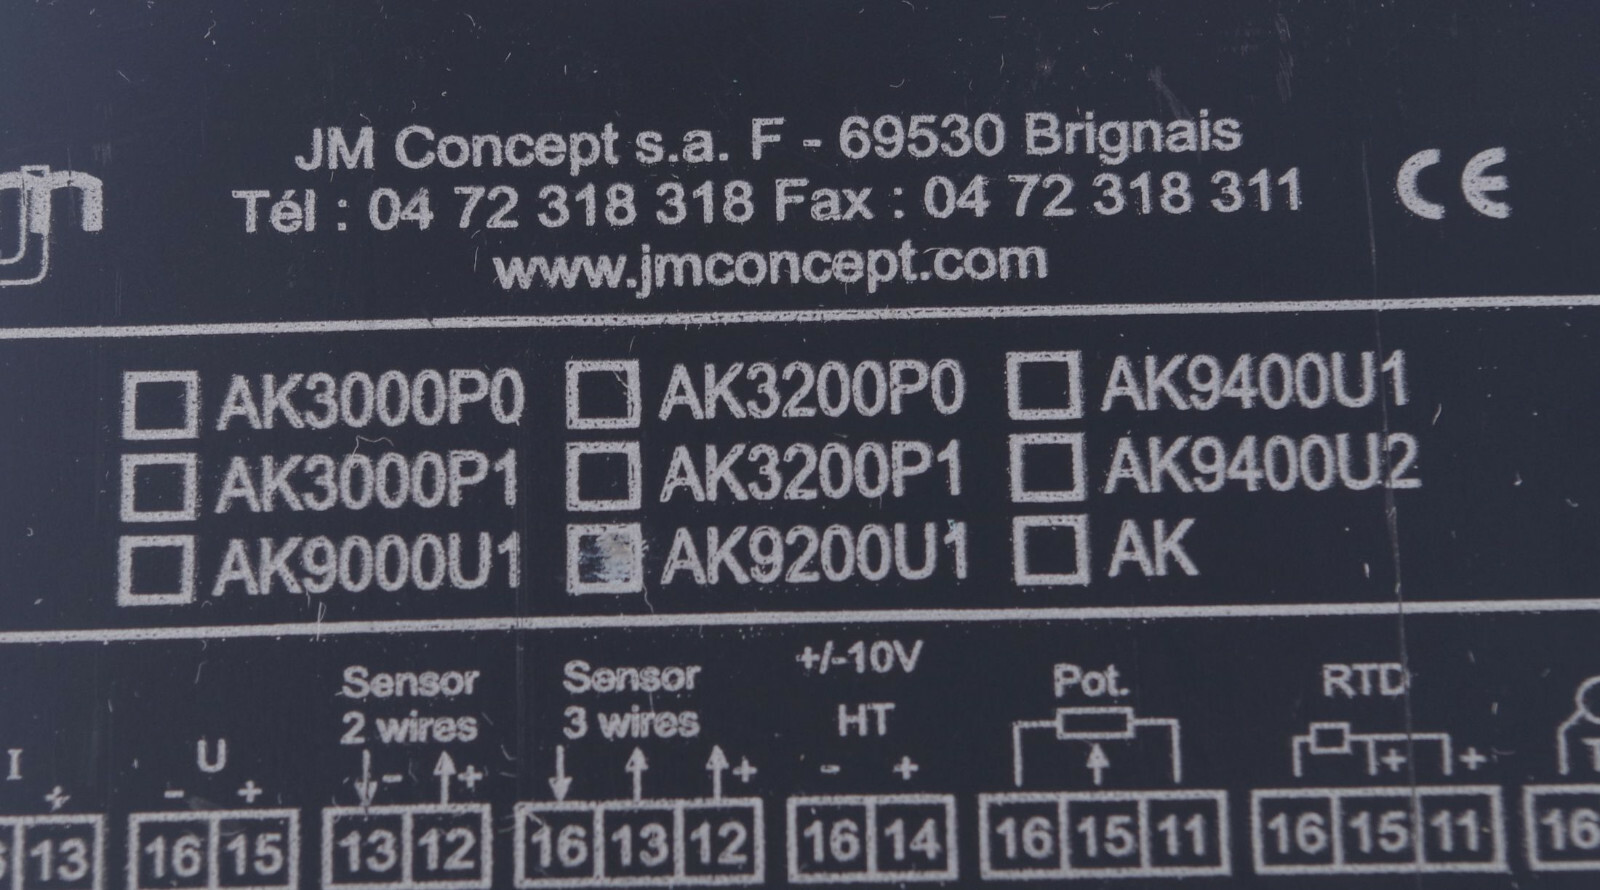 JM Concept s.a. F - 69530 Brignais
Tél : 04 72 318 318 Fax : 04 72 318 311
www.jmconcept.com
CE
AK3000P0 AK3200P0 AK9400U1
AK3000P1 AK3200P1 AK9400U2
AK9000U1 AK9200U1 AK
Sensor Sensor +/-10V Pot. RTD
I U 2 wires 3 wires HT
+ - + - + + - + + +
13 16 15 13 12 16 13 12 16 14 16 15 11 16 15 11 16